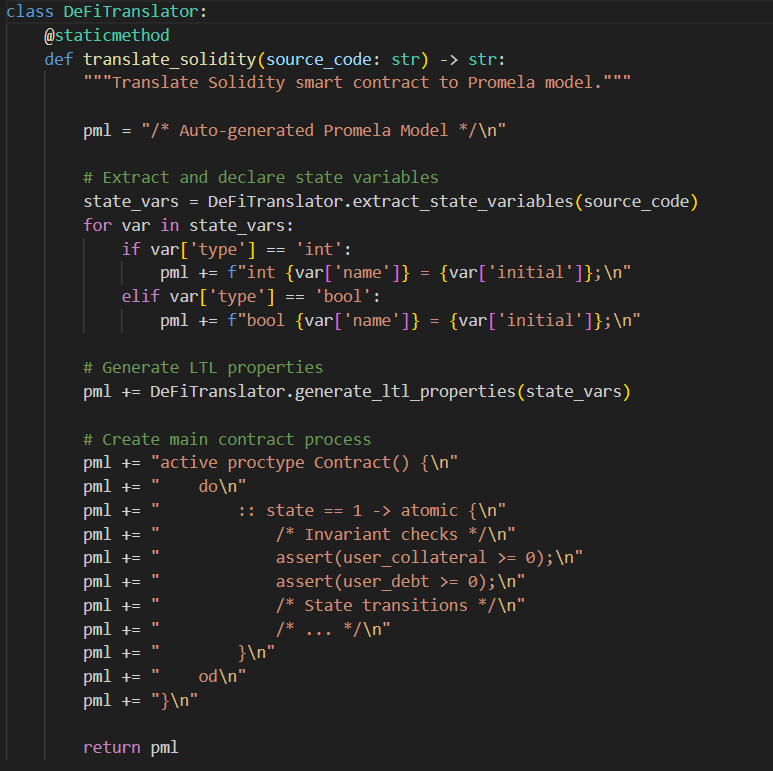 class DeFiTranslator:
    @staticmethod
    def translate_solidity(source_code: str) -> str:
        """Translate Solidity smart contract to Promela model."""

        pml = "/* Auto-generated Promela Model */\n"

        # Extract and declare state variables
        state_vars = DeFiTranslator.extract_state_variables(source_code)
        for var in state_vars:
            if var['type'] == 'int':
                pml += f"int {var['name']} = {var['initial']};\n"
            elif var['type'] == 'bool':
                pml += f"bool {var['name']} = {var['initial']};\n"

        # Generate LTL properties
        pml += DeFiTranslator.generate_ltl_properties(state_vars)

        # Create main contract process
        pml += "active proctype Contract() {\n"
        pml += "    do\n"
        pml += "        :: state == 1 -> atomic {\n"
        pml += "            /* Invariant checks */\n"
        pml += "            assert(user_collateral >= 0);\n"
        pml += "            assert(user_debt >= 0);\n"
        pml += "            /* State transitions */\n"
        pml += "            /* ... */\n"
        pml += "        }\n"
        pml += "    od\n"
        pml += "}\n"

        return pml